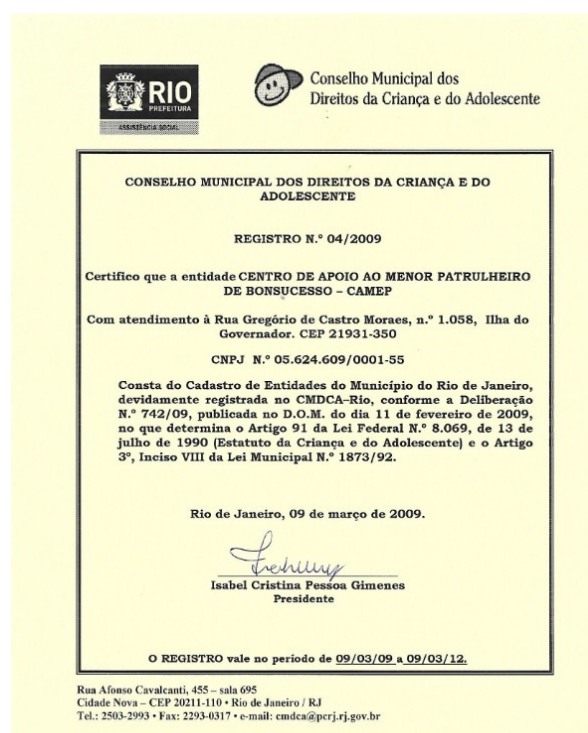 RIO
PREFEITURA
ASSISTÊNCIA SOCIAL
Conselho Municipal dos
Direitos da Criança e do Adolescente
CONSELHO MUNICIPAL DOS DIREITOS DA CRIANÇA E DO
ADOLESCENTE
REGISTRO N.º 04/2009
Certifico que a entidade CENTRO DE APOIO AO MENOR PATRULHEIRO
DE BONSUCESSO – CAMEP
Com atendimento à Rua Gregório de Castro Moraes, n.º 1.058, Ilha do
Governador. CEP 21931-350
CNPJ N.º 05.624.609/0001-55
Consta do Cadastro de Entidades do Município do Rio de Janeiro,
devidamente registrada no CMDCA–Rio, conforme a Deliberação
N.º 742/09, publicada no D.O.M. do dia 11 de fevereiro de 2009,
no que determina o Artigo 91 da Lei Federal N.º 8.069, de 13 de
julho de 1990 (Estatuto da Criança e do Adolescente) e o Artigo
3º, Inciso VIII da Lei Municipal N.º 1873/92.
Rio de Janeiro, 09 de março de 2009.
Isabel Cristina Pessoa Gimenes
Presidente
O REGISTRO vale no período de 09/03/09 a 09/03/12.
Rua Afonso Cavalcanti, 455 – sala 695
Cidade Nova – CEP 20211-110 • Rio de Janeiro / RJ
Tel.: 2503-2993 • Fax: 2293-0317 • e-mail: cmdca@pcrj.rj.gov.br